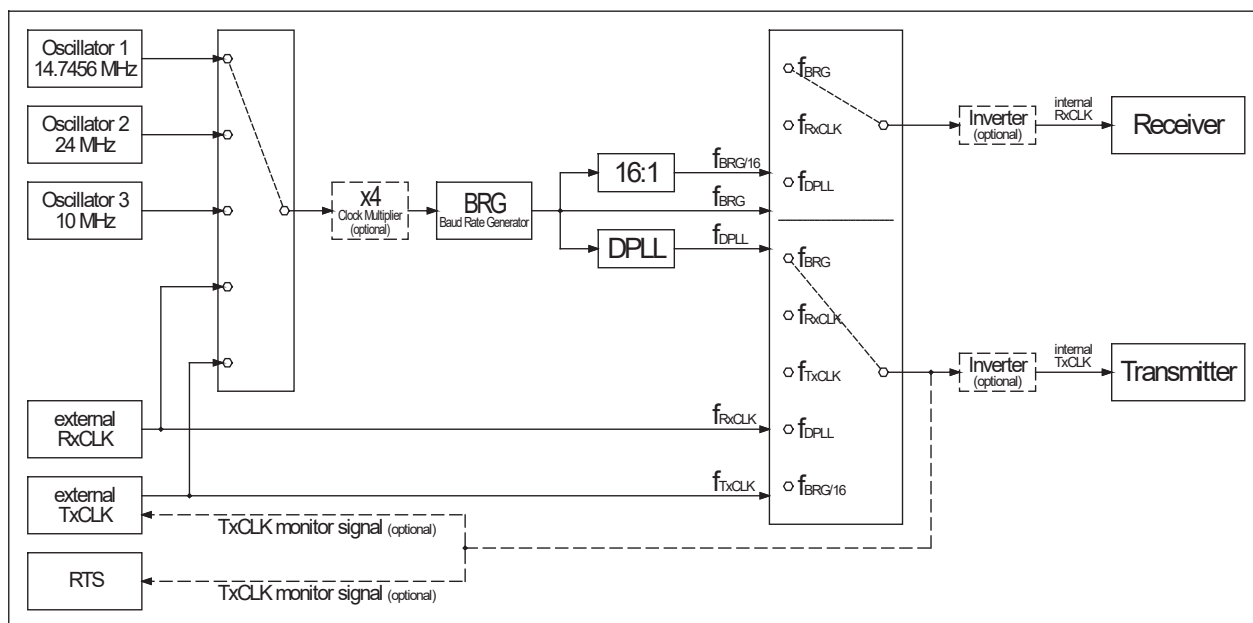 Oscillator 1
14.7456 MHz
Oscillator 2
24 MHz
Oscillator 3
10 MHz
external
RxCLK
external
TxCLK
RTS
x4
Clock Multiplier
(optional)
BRG
Baud Rate Generator
16:1
DPLL
fBRG/16
fBRG
fDPLL
fRxCLK
fTxCLK
TxCLK monitor signal (optional)
TxCLK monitor signal (optional)
fBRG
fRxCLK
fDPLL
fBRG
fRxCLK
fTxCLK
fDPLL
fBRG/16
Inverter
(optional)
internal
RxCLK
Receiver
Inverter
(optional)
internal
TxCLK
Transmitter